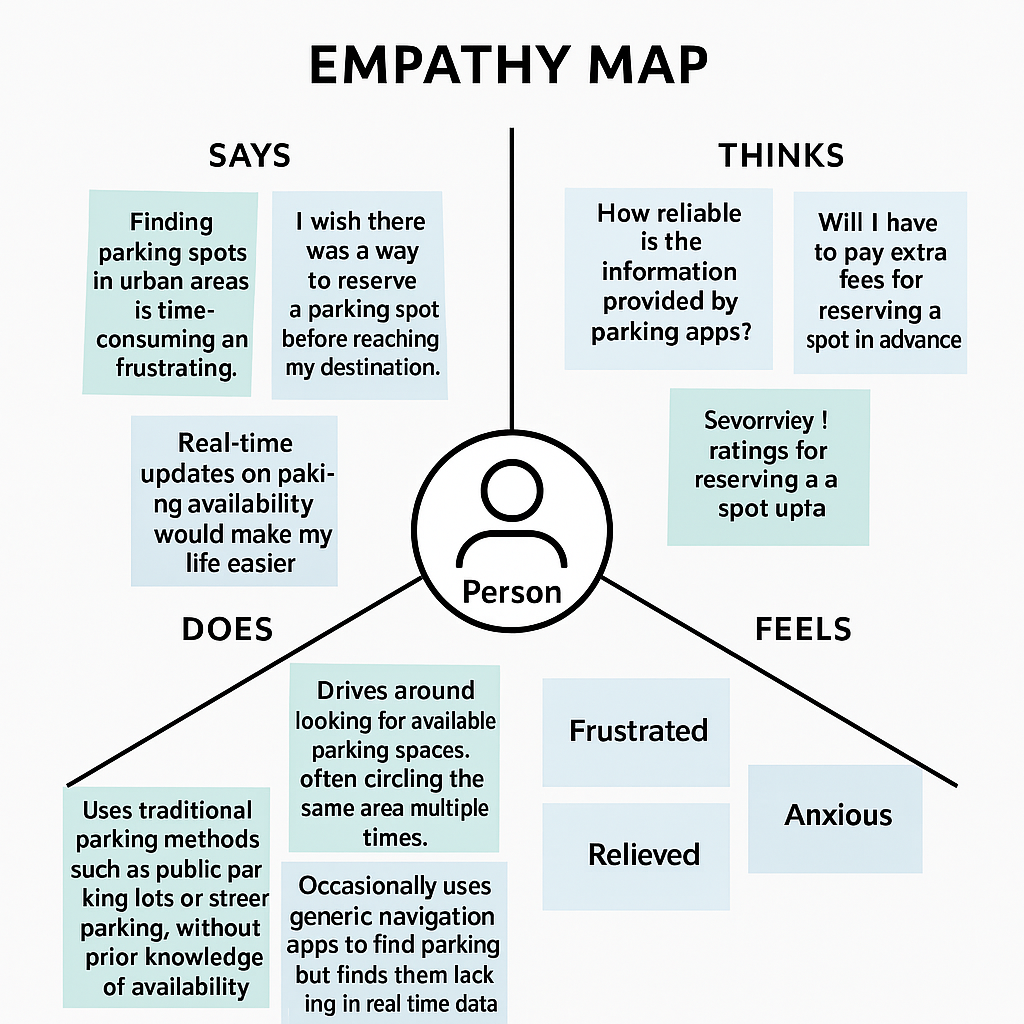 EMPATHY MAP
SAYS
Finding
parking spots
in urban areas
is time-
consuming an
frustrating.
I wish there
was a way
to reserve
a parking spot
before reaching
my destination.
Real-time
updates on paki-
ng availability
would make my
life easier
THINKS
How reliable
is the
information
provided by
parking apps?
Will I have
to pay extra
fees for
reserving a
spot in advance
Sevorrviey !
ratings for
reserving a a
spot upta
Person
DOES
Drives around
looking for available
parking spaces.
often circling the
same area multiple
times.
Uses traditional
parking methods
such as public par
king lots or streer
parking, without
prior knowledge
of availability
Occasionally uses
generic navigation
apps to find parking
but finds them lack
ing in real time data
FEELS
Frustrated
Relieved
Anxious